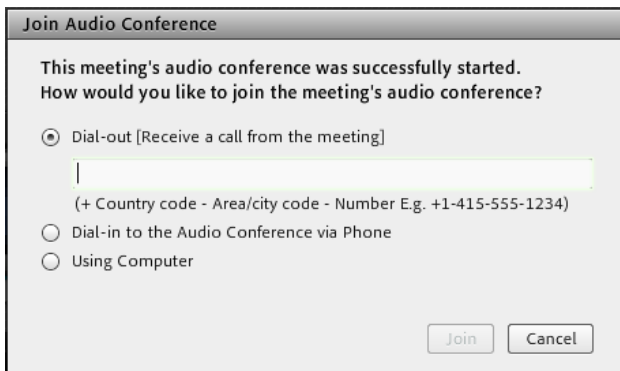 Join Audio Conference
This meeting's audio conference was successfully started.
How would you like to join the meeting's audio conference?
Dial-out [Receive a call from the meeting]
(+ Country code - Area/city code - Number E.g. +1-415-555-1234)
Dial-in to the Audio Conference via Phone
Using Computer
Join Cancel